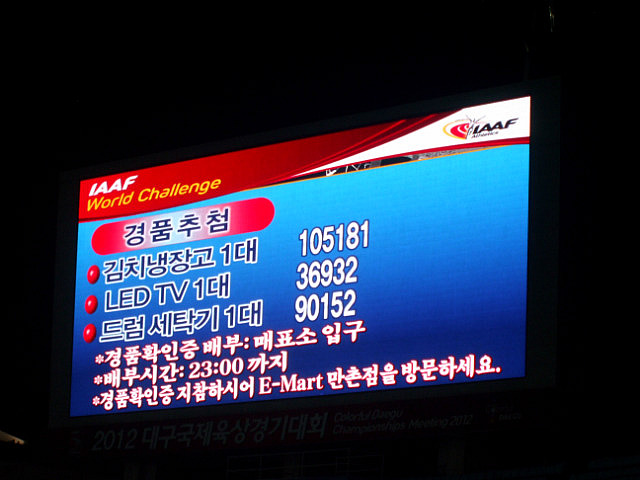 IAAF
Athletics
IAAF
World Challenge
경품추첨
김치냉장고 1대 105181
LED TV 1대 36932
드럼 세탁기 1대 90152
*경품확인증 배부: 매표소 입구
*배부시간: 23:00 까지
*경품확인증 지참하시어 E-Mart 만촌점을 방문하세요.
2012 대구국제육상경기대회 Colorful Daegu
Championships Meeting 2012